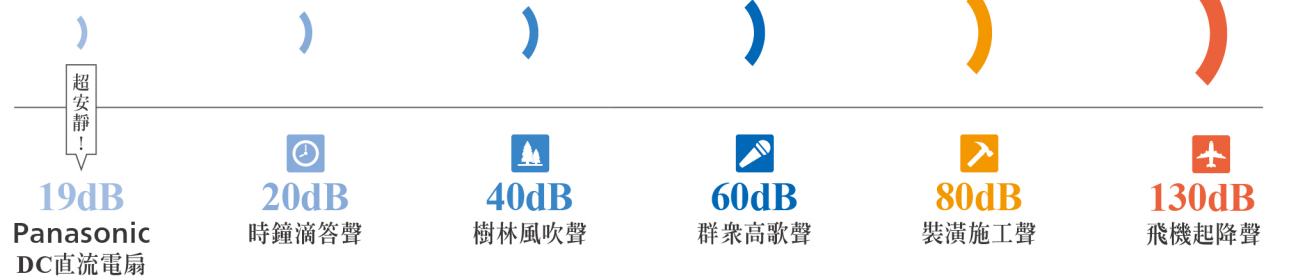 超安靜！
19dB
Panasonic
DC直流電扇
20dB
時鐘滴答聲
40dB
樹林風吹聲
60dB
群衆高歌聲
80dB
裝潢施工聲
130dB
飛機起降聲